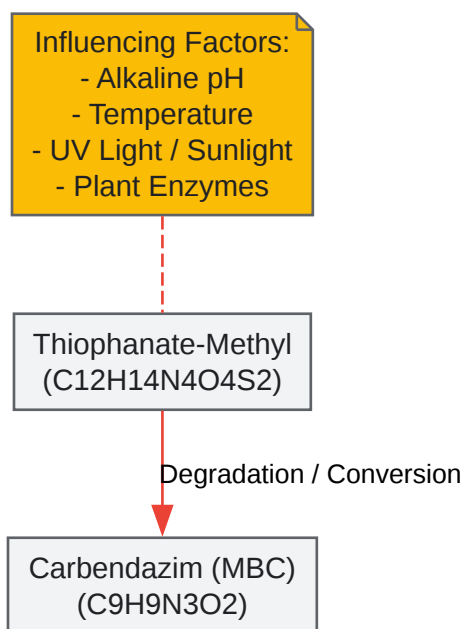 Influencing Factors:
- Alkaline pH
- Temperature
- UV Light / Sunlight
- Plant Enzymes
Thiophanate-Methyl
(C12H14N4O4S2)
Degradation / Conversion
Carbendazim (MBC)
(C9H9N3O2)